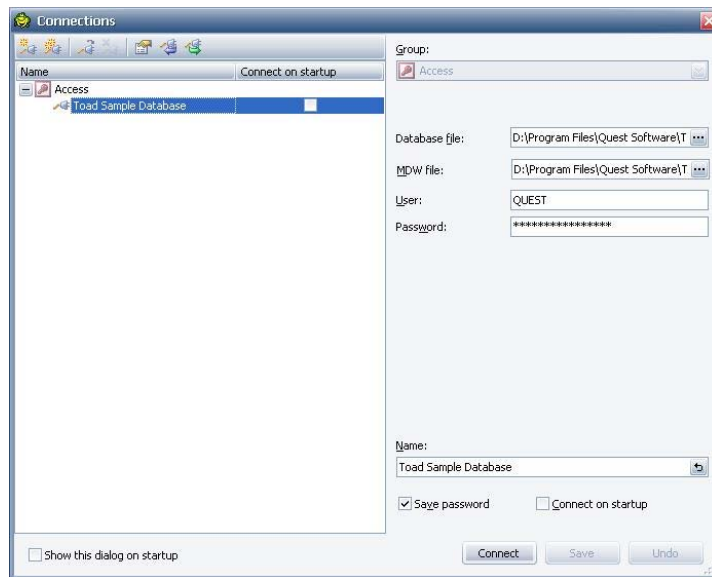 Connections
Group:
Access
Name Connect on startup
Access
Toad Sample Database
Database file: D:\Program Files\Quest Software\T ...
MDW file: D:\Program Files\Quest Software\T ...
User: QUEST
Password: ****************
Name:
Toad Sample Database
Save password Connect on startup
Show this dialog on startup
Connect Save Undo